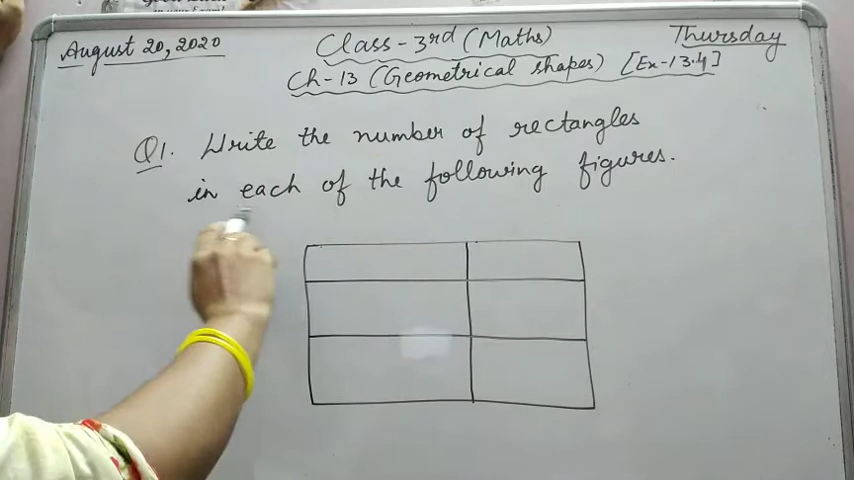 August 20, 2020
Class - 3rd (Maths)
Thursday
Ch-13 (Geometrical shapes) [Ex-13.4]
Q1. Write the number of rectangles
in each of the following figures.